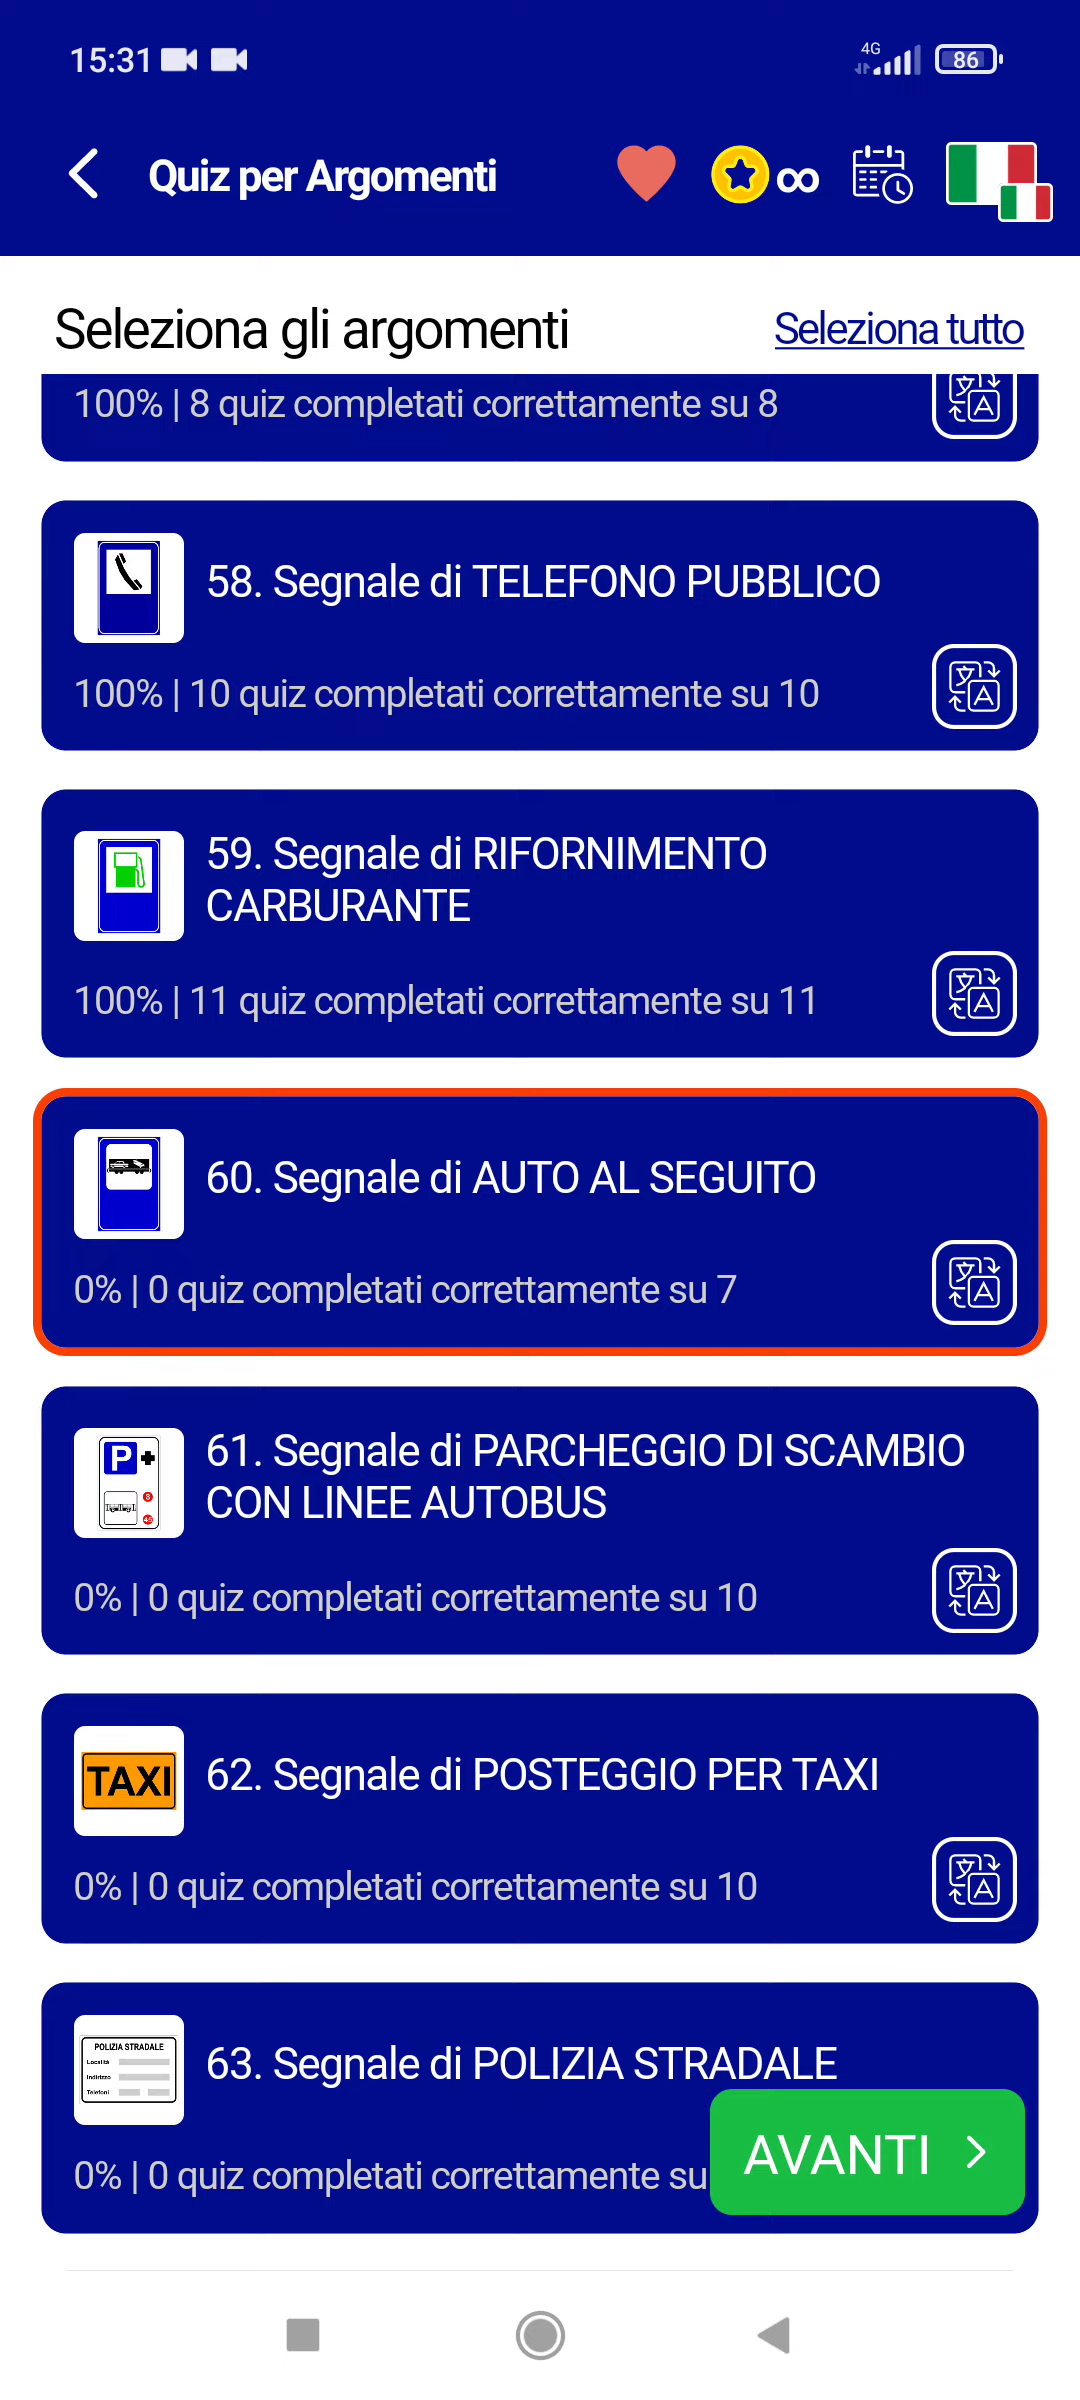 15:31
4G
86
Quiz per Argomenti
∞
Seleziona gli argomenti
Seleziona tutto
100% | 8 quiz completati correttamente su 8
58. Segnale di TELEFONO PUBBLICO
100% | 10 quiz completati correttamente su 10
59. Segnale di RIFORNIMENTO
CARBURANTE
100% | 11 quiz completati correttamente su 11
60. Segnale di AUTO AL SEGUITO
0% | 0 quiz completati correttamente su 7
P
8
45
61. Segnale di PARCHEGGIO DI SCAMBIO
CON LINEE AUTOBUS
0% | 0 quiz completati correttamente su 10
TAXI
62. Segnale di POSTEGGIO PER TAXI
0% | 0 quiz completati correttamente su 10
POLIZIA STRADALE
Località
Indirizzo
Telefoni
63. Segnale di POLIZIA STRADALE
0% | 0 quiz completati correttamente su
AVANTI